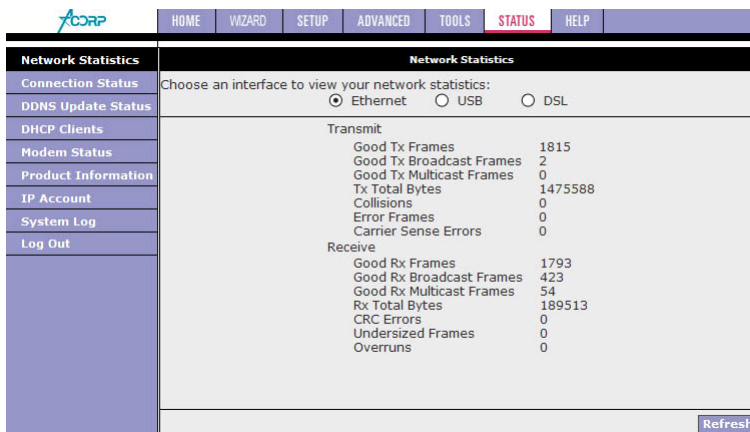 ACORP
HOME WIZARD SETUP ADVANCED TOOLS STATUS HELP
Network Statistics
Connection Status
DDNS Update Status
DHCP Clients
Modem Status
Product Information
IP Account
System Log
Log Out
Network Statistics
Choose an interface to view your network statistics:
Ethernet USB DSL
Transmit
Good Tx Frames 1815
Good Tx Broadcast Frames 2
Good Tx Multicast Frames 0
Tx Total Bytes 1475588
Collisions 0
Error Frames 0
Carrier Sense Errors 0
Receive
Good Rx Frames 1793
Good Rx Broadcast Frames 423
Good Rx Multicast Frames 54
Rx Total Bytes 189513
CRC Errors 0
Undersized Frames 0
Overruns 0
Refresh